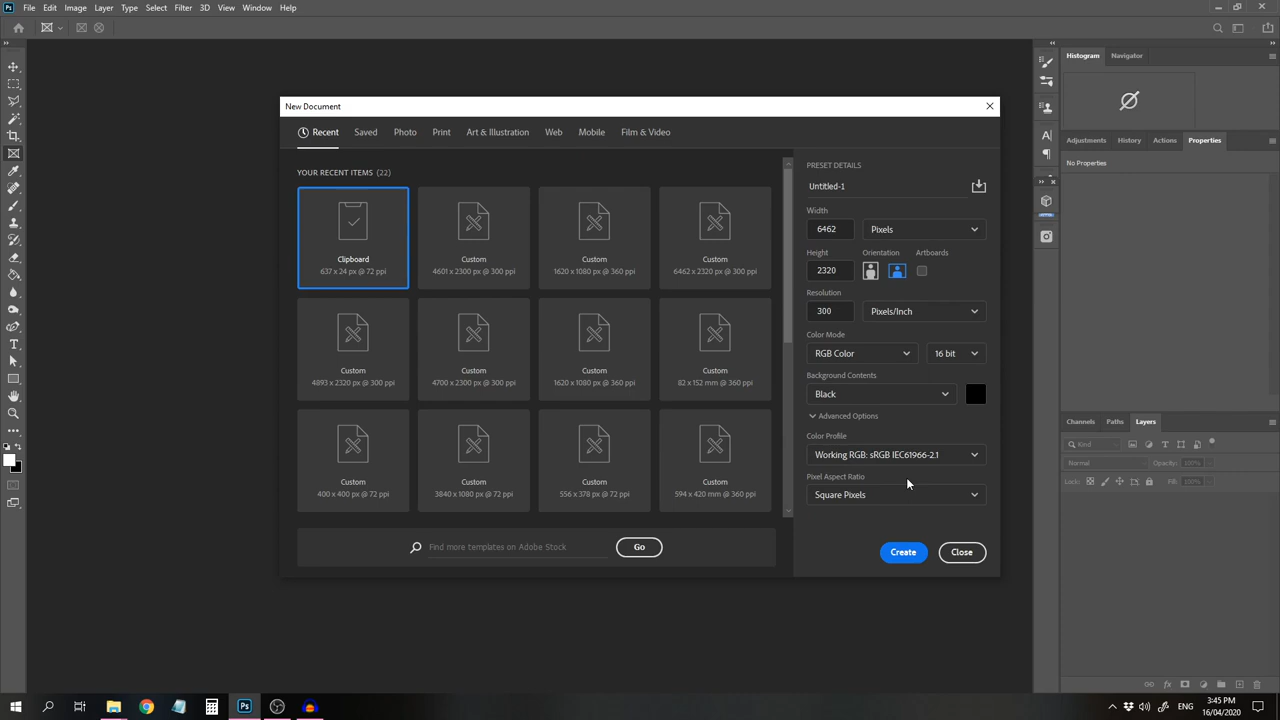 Ps File Edit Image Layer Type Select Filter 3D View Window Help
Histogram Navigator
New Document
Recent Saved Photo Print Art & Illustration Web Mobile Film & Video
YOUR RECENT ITEMS (22)
Clipboard
637 x 24 px @ 72 ppi
Custom
4601 x 2300 px @ 300 ppi
Custom
1620 x 1080 px @ 360 ppi
Custom
6462 x 2320 px @ 300 ppi
Custom
4893 x 2320 px @ 300 ppi
Custom
4700 x 2300 px @ 300 ppi
Custom
1620 x 1080 px @ 360 ppi
Custom
82 x 152 mm @ 360 ppi
Custom
400 x 400 px @ 72 ppi
Custom
3840 x 1080 px @ 72 ppi
Custom
556 x 378 px @ 72 ppi
Custom
594 x 420 mm @ 360 ppi
Find more templates on Adobe Stock Go
PRESET DETAILS
Untitled-1
Width
6462 Pixels
Height Orientation Artboards
2320
Resolution
300 Pixels/Inch
Color Mode
RGB Color 16 bit
Background Contents
Black
Advanced Options
Color Profile
Working RGB: sRGB IEC61966-2.1
Pixel Aspect Ratio
Square Pixels
Create Close
Adjustments History Actions Properties
No Properties
Channels Paths Layers
Kind
Normal Opacity: 100%
Lock: Fill: 100%
Ps
ENG
3:45 PM
16/04/2020